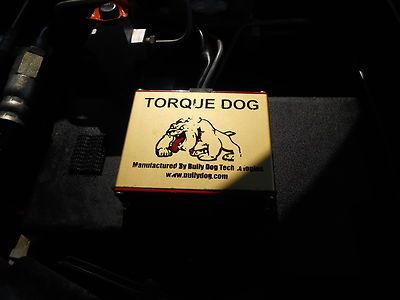 TORQUE DOG
Manufactured By Bully Dog Tech
www.bullydog.com